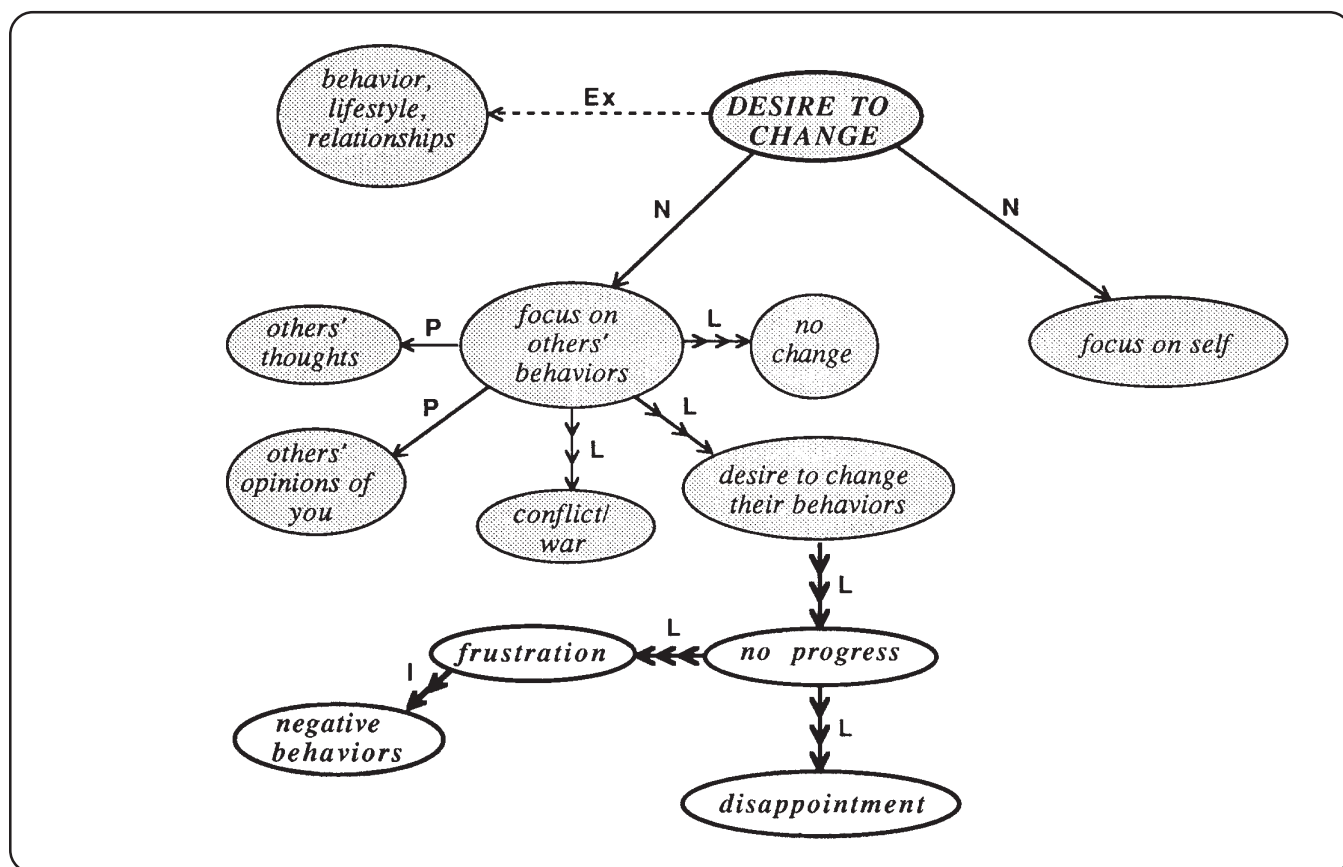 behavior,
lifestyle,
relationships
Ex
DESIRE TO
CHANGE
N
N
others'
thoughts
P
focus on
others'
behaviors
L
no
change
focus on self
P
L
L
others'
opinions of
you
conflict/
war
desire to change
their behaviors
L
frustration
L
no progress
I
negative
behaviors
L
disappointment